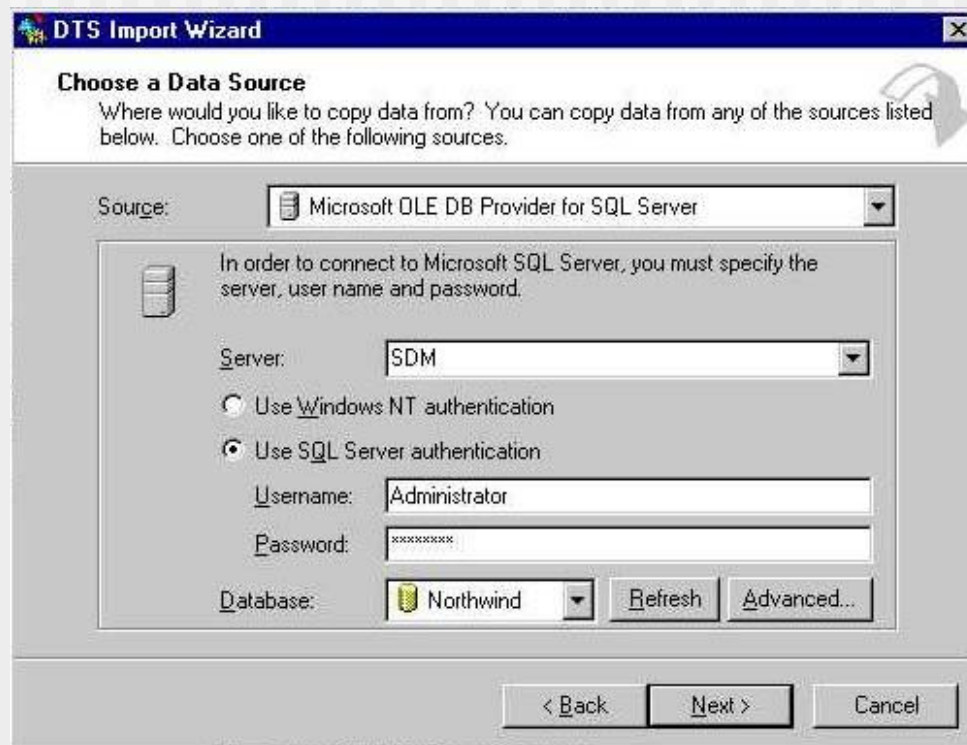 DTS Import Wizard
Choose a Data Source
Where would you like to copy data from? You can copy data from any of the sources listed
below. Choose one of the following sources.
Source: Microsoft OLE DB Provider for SQL Server
In order to connect to Microsoft SQL Server, you must specify the
server, user name and password.
Server: SDM
Use Windows NT authentication
Use SQL Server authentication
Username: Administrator
Password: ********
Database: Northwind Refresh Advanced...
< Back Next > Cancel